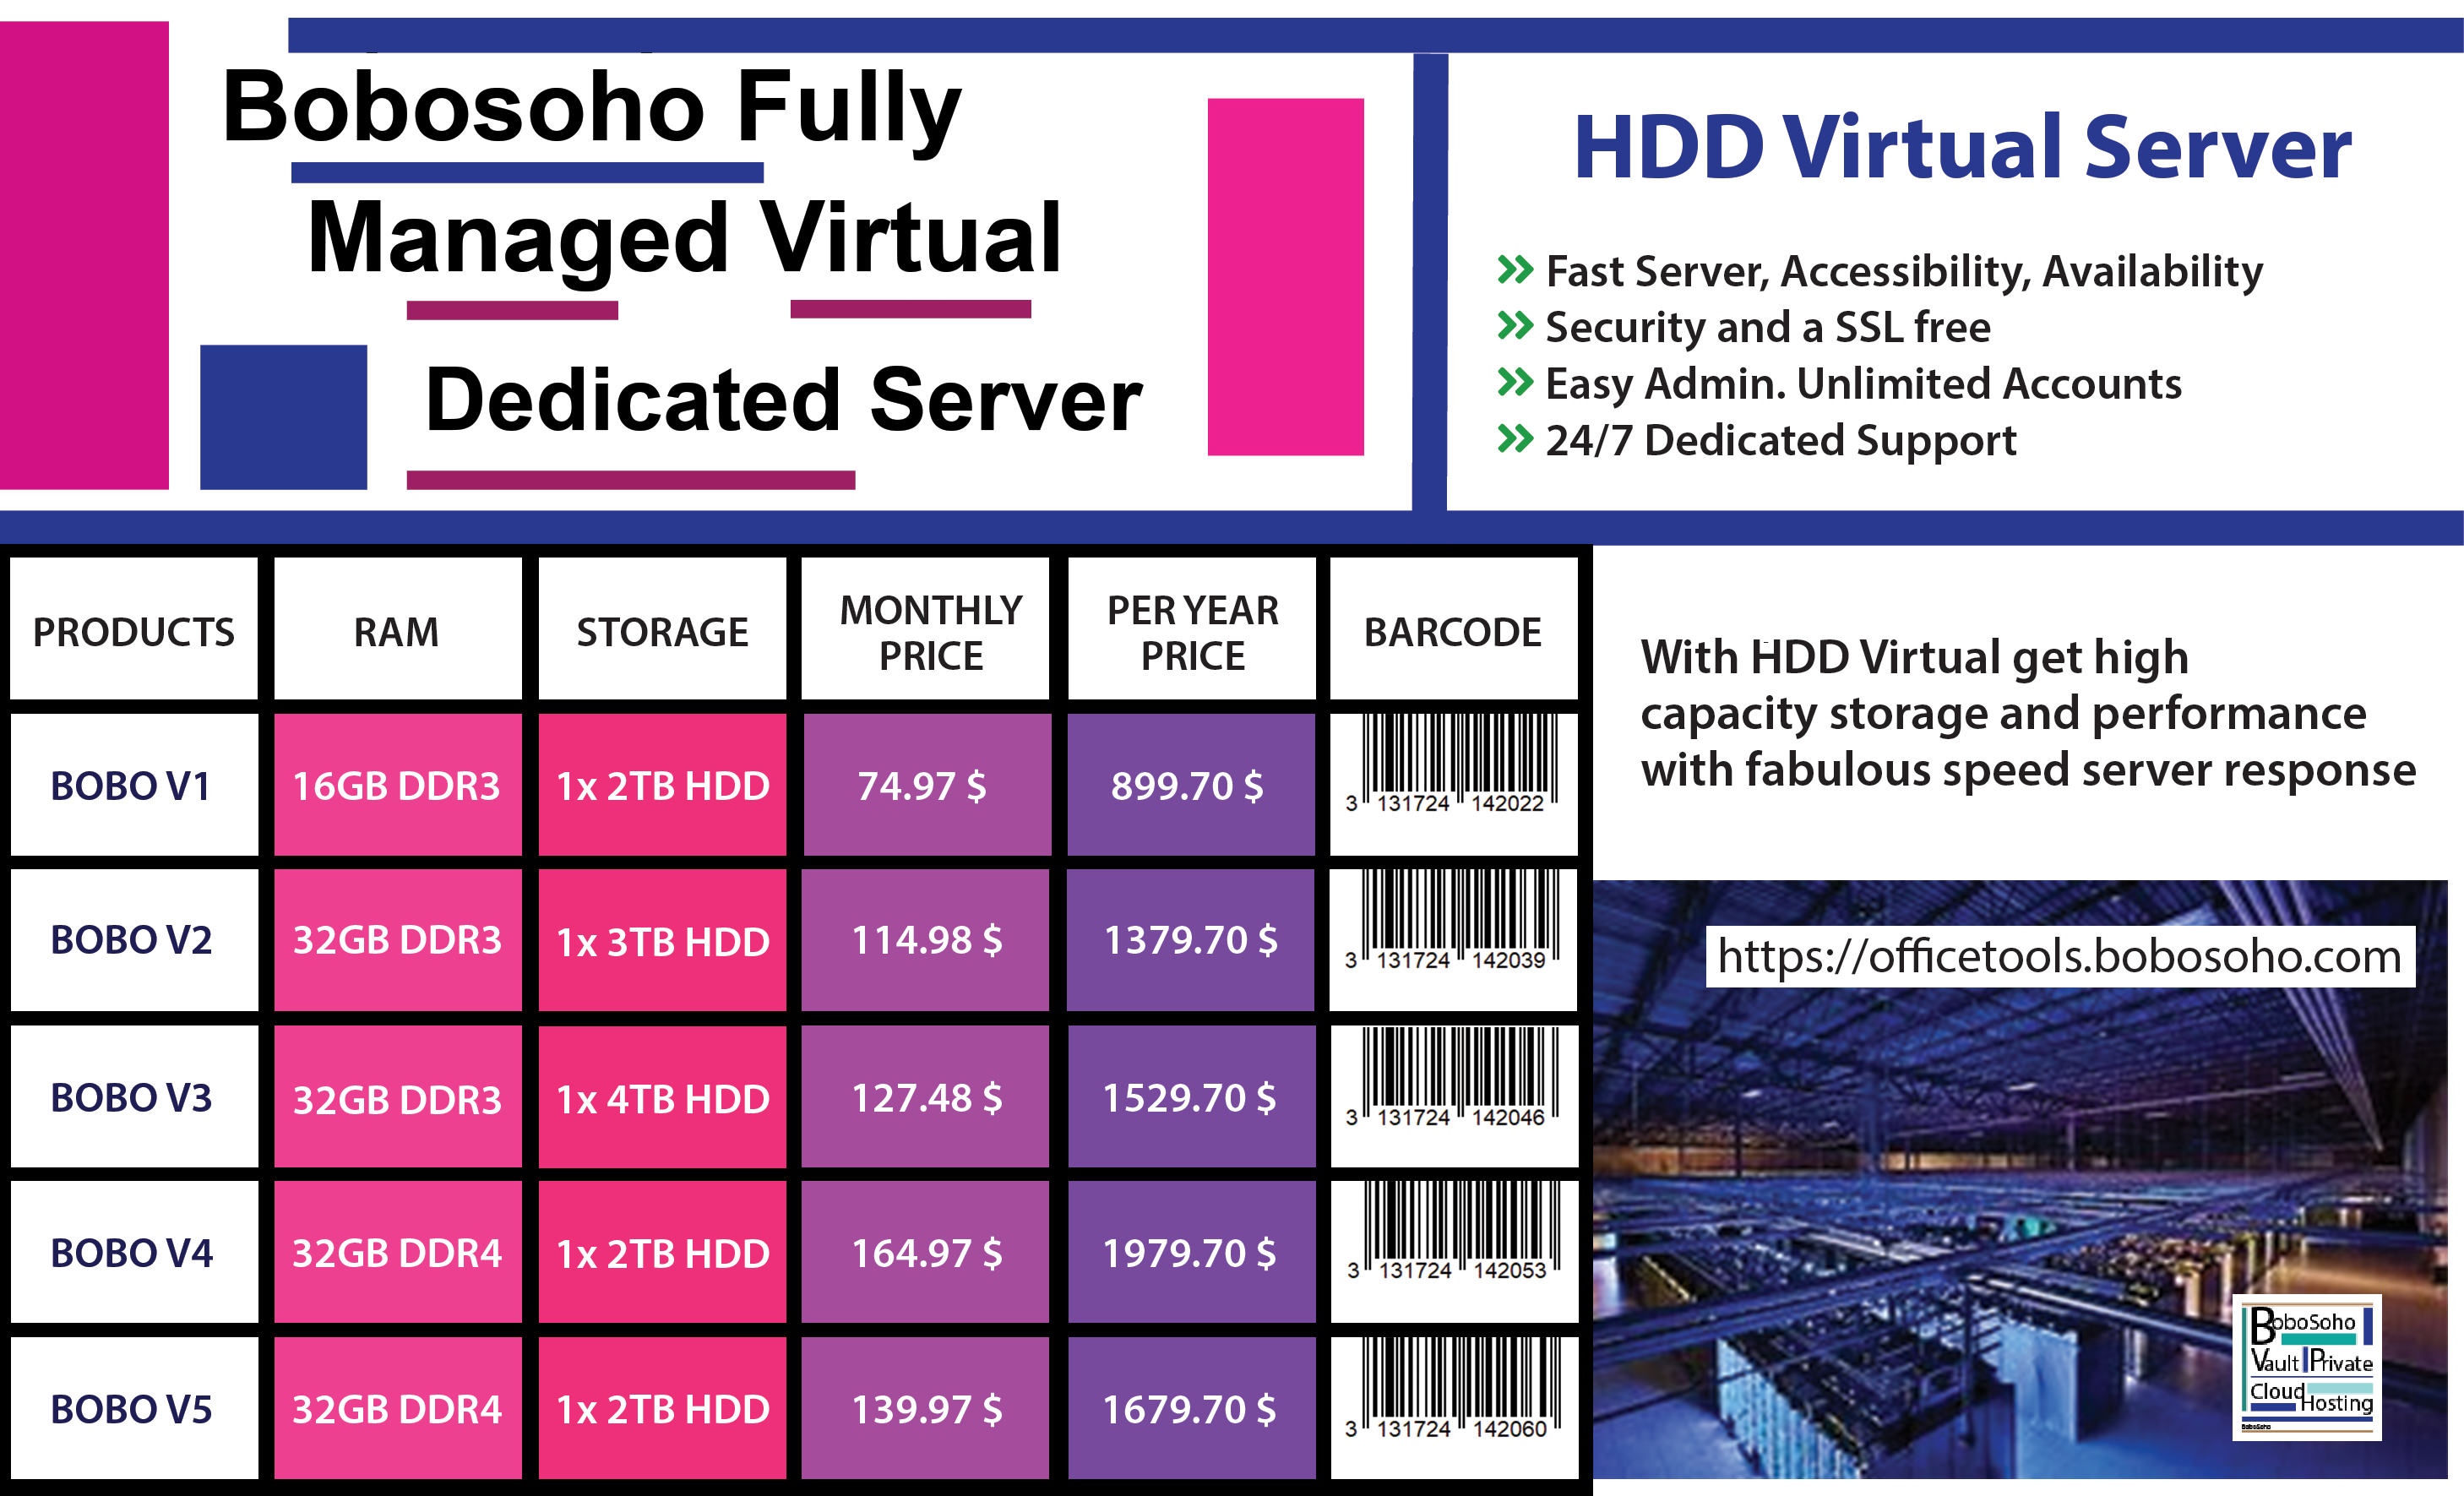 Bobosoho Fully
Managed Virtual
Dedicated Server
HDD Virtual Server
Fast Server, Accessibility, Availability
Security and a SSL free
Easy Admin. Unlimited Accounts
24/7 Dedicated Support
PRODUCTS RAM STORAGE MONTHLY PRICE PER YEAR PRICE BARCODE
BOBO V1 16GB DDR3 1x 2TB HDD 74.97 $ 899.70 $ 3 131724 142022
BOBO V2 32GB DDR3 1x 3TB HDD 114.98 $ 1379.70 $ 3 131724 142039
BOBO V3 32GB DDR3 1x 4TB HDD 127.48 $ 1529.70 $ 3 131724 142046
BOBO V4 32GB DDR4 1x 2TB HDD 164.97 $ 1979.70 $ 3 131724 142053
BOBO V5 32GB DDR4 1x 2TB HDD 139.97 $ 1679.70 $ 3 131724 142060
With HDD Virtual get high
capacity storage and performance
with fabulous speed server response
https://officetools.bobosoho.com
BoboSoho
Vault Private
Cloud
Hosting
BoboSoho